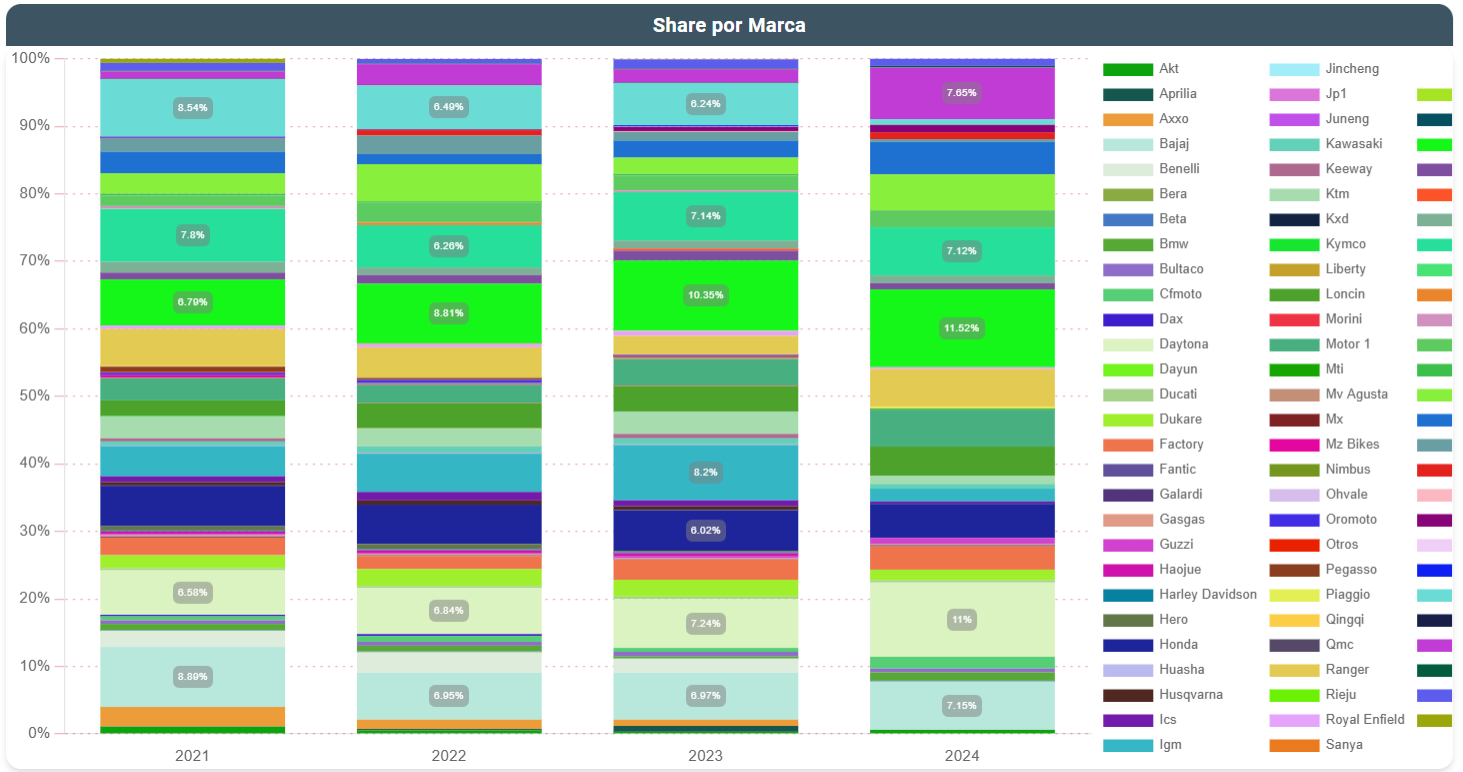 Share por Marca
100%
90%
80%
70%
60%
50%
40%
30%
20%
10%
0%
8.54%
7.8%
6.79%
6.58%
8.89%
6.49%
6.26%
8.81%
6.84%
6.95%
6.24%
7.14%
10.35%
8.2%
6.02%
7.24%
6.97%
7.65%
7.12%
11.52%
11%
7.15%
2021 2022 2023 2024
Akt
Aprilia
Axxo
Bajaj
Benelli
Bera
Beta
Bmw
Bultaco
Cfmoto
Dax
Daytona
Dayun
Ducati
Dukare
Factory
Fantic
Galardi
Gasgas
Guzzi
Haojue
Harley Davidson
Hero
Honda
Huasha
Husqvarna
Ics
Igm
Jincheng
Jp1
Juneng
Kawasaki
Keeway
Ktm
Kxd
Kymco
Liberty
Loncin
Morini
Motor 1
Mti
Mv Agusta
Mx
Mz Bikes
Nimbus
Ohvale
Oromoto
Otros
Pegasso
Piaggio
Qingqi
Qmc
Ranger
Rieju
Royal Enfield
Sanya